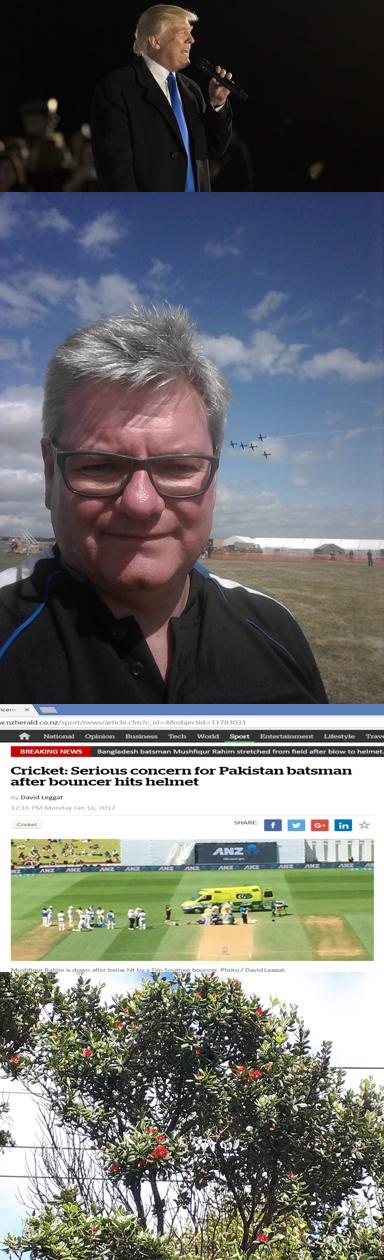 w.nzherald.co.nz/sport/news/article.cfm?c_id=4&objectid=11783031
National Opinion Business Tech World Sport Entertainment Lifestyle
BREAKING NEWS Bangladesh batsman Mushfiqur Rahim stretched from field after blow to helmet,
Cricket: Serious concern for Pakistan batsman
after bouncer hits helmet
By David Leggat
12:16 PM Monday Jan 16, 2017
Cricket
SHARE:
ANZ
Mushfiqur Rahim is down after being hit by a Tim Southee bouncer. Photo / David Leggat.